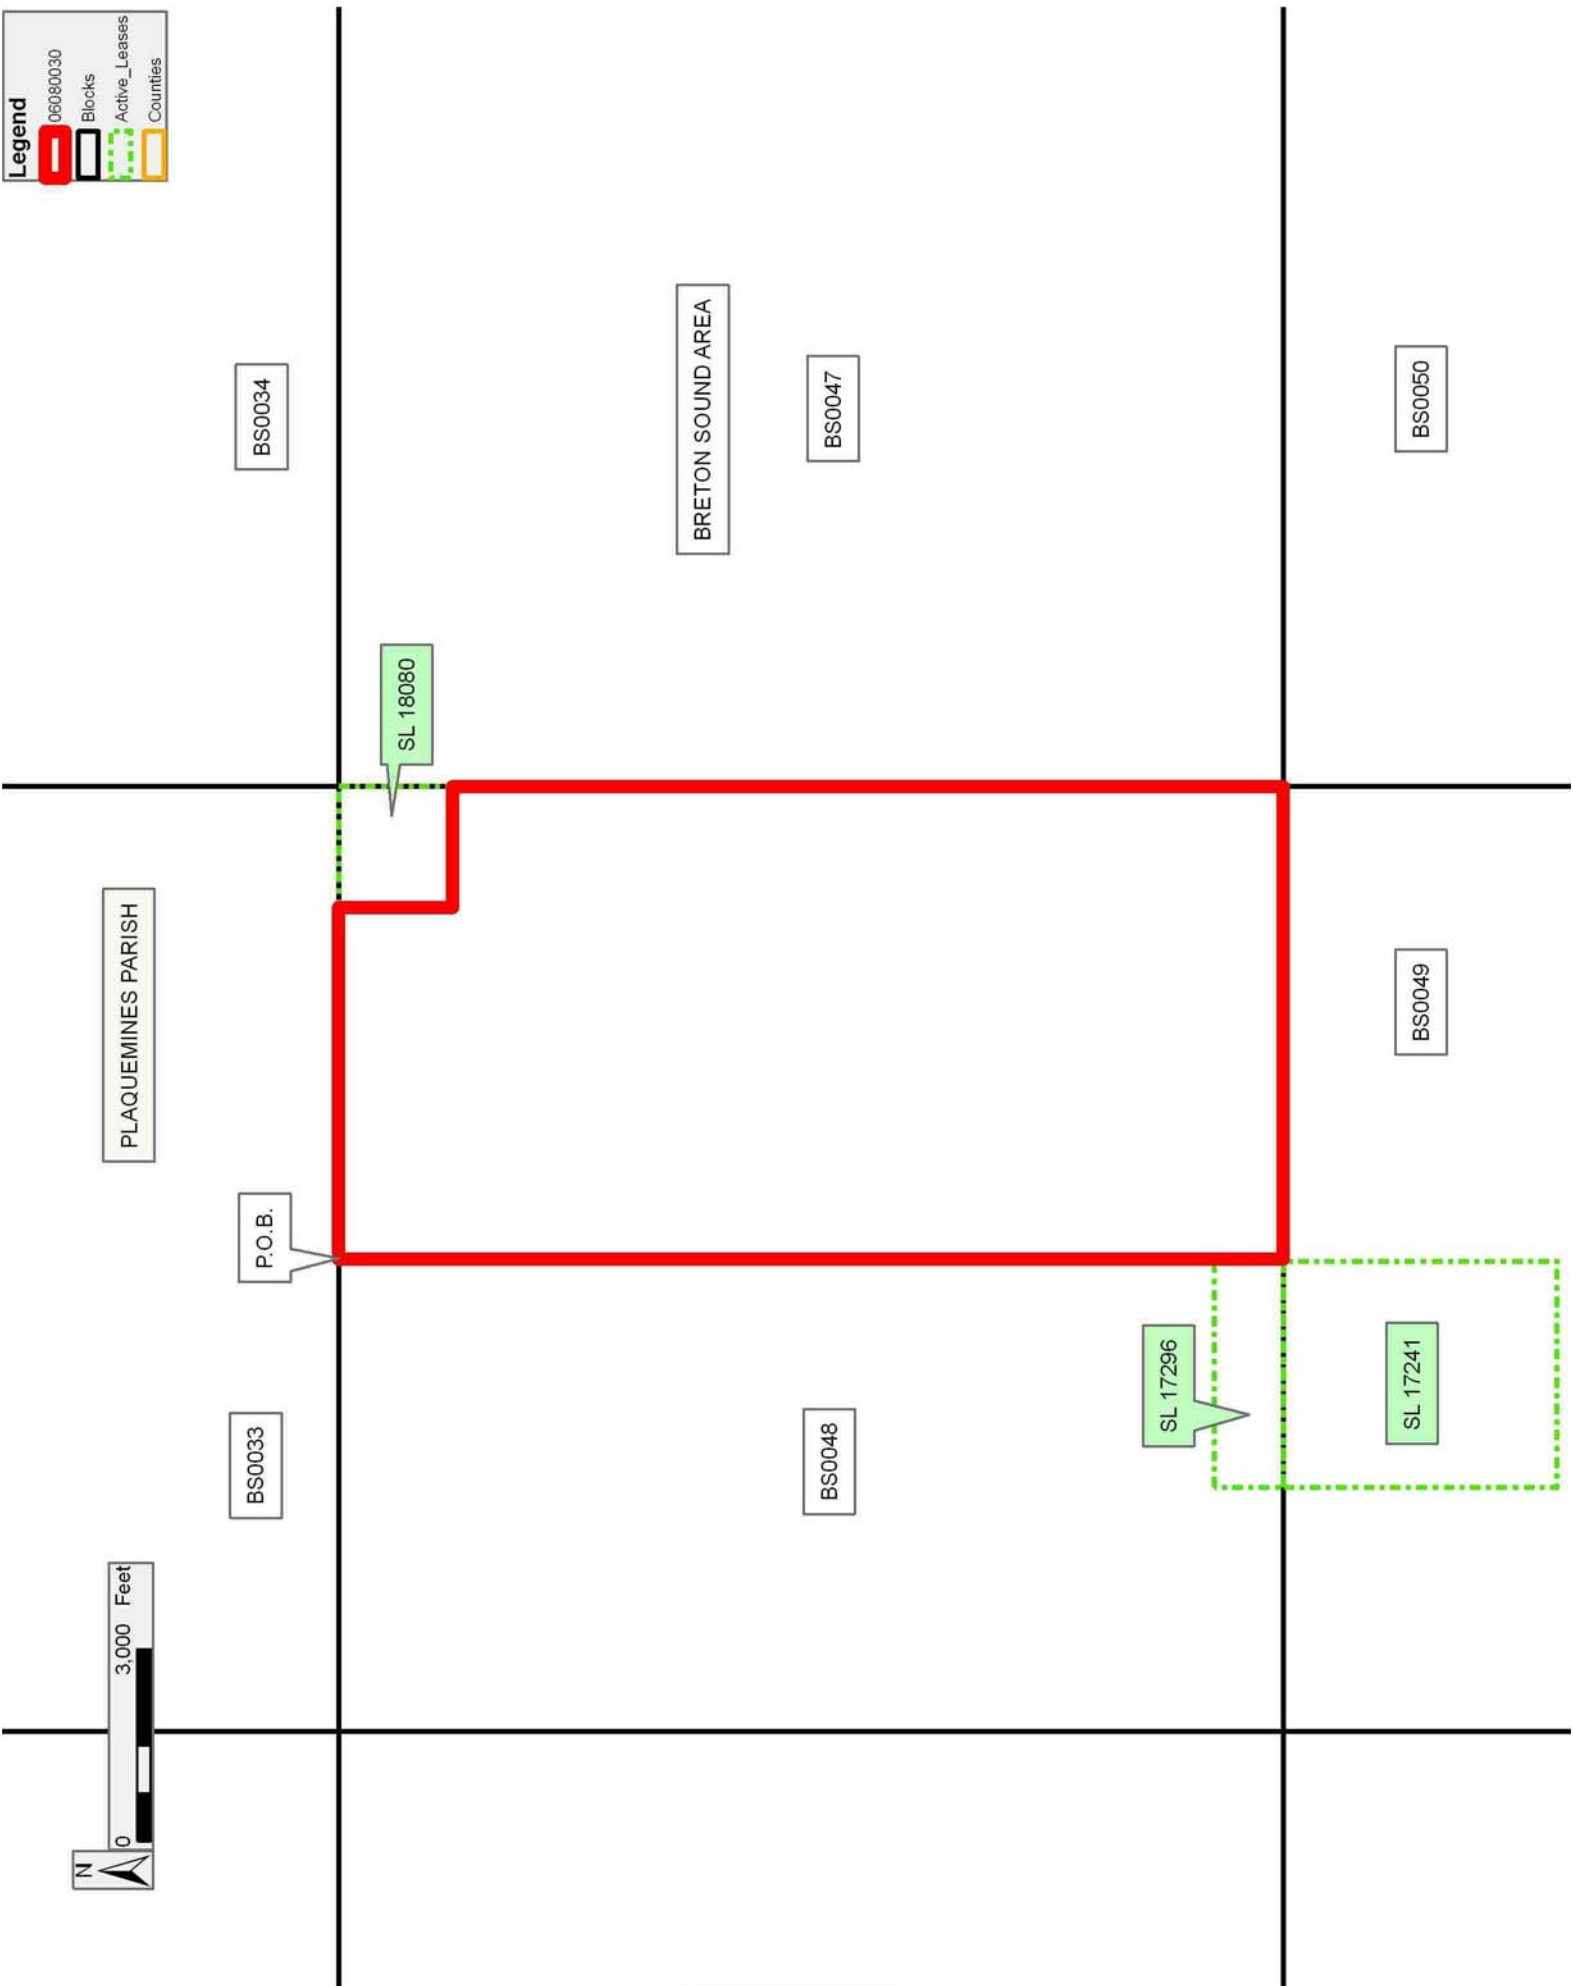 Legend
06080030
Blocks
Active_Leases
Counties
N
0 3,000 Feet
PLAQUEMINES PARISH
BS0033
P.O.B.
BS0034
SL 18080
BRETON SOUND AREA
BS0048
BS0047
SL 17296
SL 17241
BS0049
BS0050